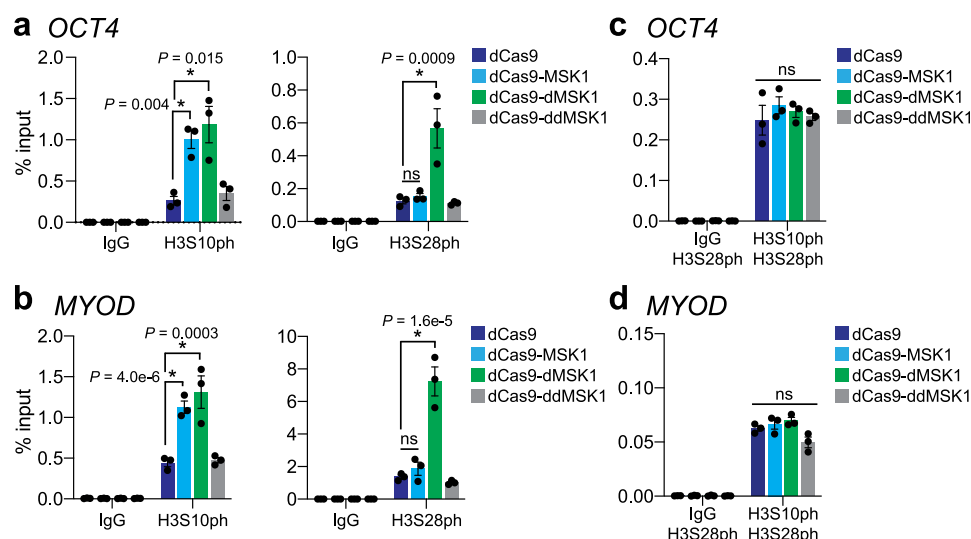 a OCT4
P = 0.015
P = 0.004
*
*
% input
2.0
1.5
1.0
0.5
0.0
IgG
H3S10ph
P = 0.0009
*
ns
1.0
0.8
0.6
0.4
0.2
0.0
IgG
H3S28ph
dCas9
dCas9-MSK1
dCas9-dMSK1
dCas9-ddMSK1
c OCT4
ns
% input
0.4
0.3
0.2
0.1
0.0
IgG
H3S28ph
H3S10ph
H3S28ph
dCas9
dCas9-MSK1
dCas9-dMSK1
dCas9-ddMSK1
b MYOD
P = 0.0003
*
P = 4.0e-6
*
% input
2.0
1.5
1.0
0.5
0.0
IgG
H3S10ph
P = 1.6e-5
*
ns
10
8
6
4
2
0
IgG
H3S28ph
dCas9
dCas9-MSK1
dCas9-dMSK1
dCas9-ddMSK1
d MYOD
ns
% input
0.15
0.10
0.05
0.00
IgG
H3S28ph
H3S10ph
H3S28ph
dCas9
dCas9-MSK1
dCas9-dMSK1
dCas9-ddMSK1